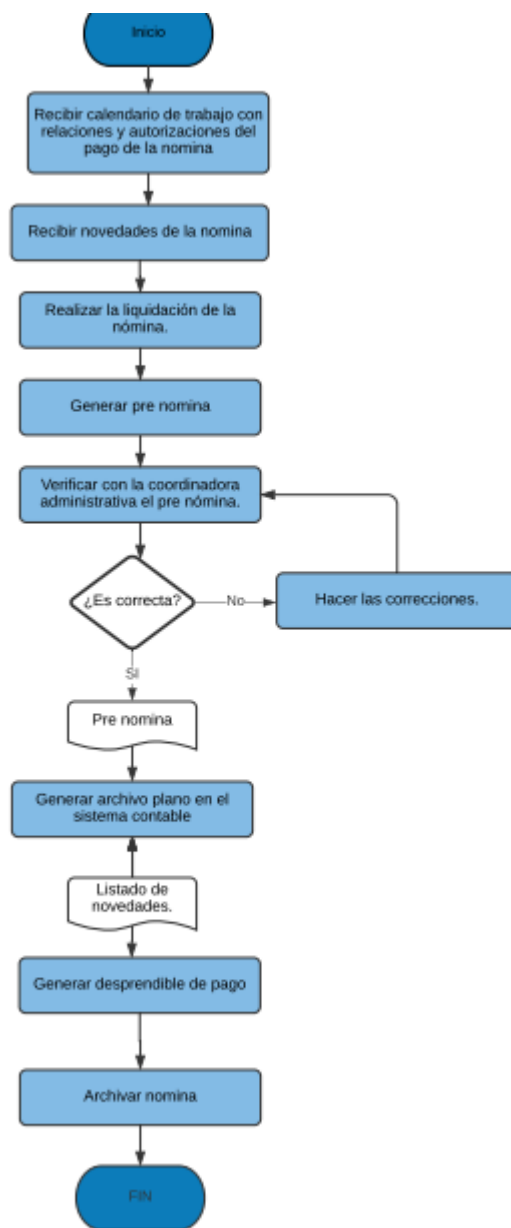 Inicio
Recibir calendario de trabajo con
relaciones y autorizaciones del
pago de la nomina
Recibir novedades de la nomina
Realizar la liquidación de la
nómina.
Generar pre nomina
Verificar con la coordinadora
administrativa el pre nómina.
¿Es correcta?
No
Hacer las correcciones.
SI
Pre nomina
Generar archivo plano en el
sistema contable
Listado de
novedades.
Generar desprendible de pago
Archivar nomina
FIN